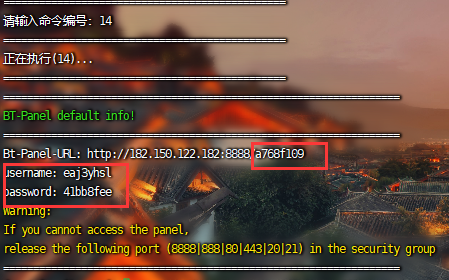 ==================================================
请输入命令编号: 14
==================================================
正在执行(14)...
==================================================
==================================================================
BT-Panel default info!
==================================================================
Bt-Panel-URL: http://182.150.122.182:8888/a768f109
username: eaj3yhsl
password: 41bb8fee
Warning:
If you cannot access the panel,
release the following port (8888|888|80|443|20|21) in the security group
==================================================================